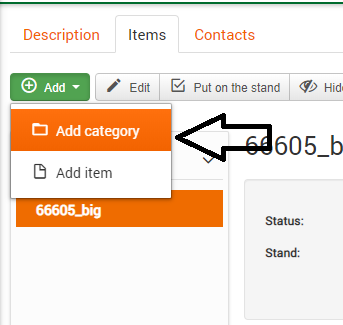 Description Items Contacts
Add Edit Put on the stand
Add category
Add item
66605_big
Status:
Stand: